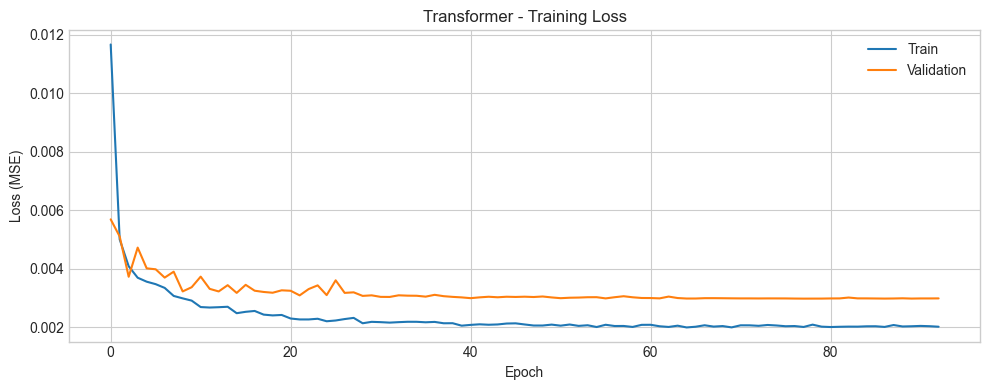 Transformer - Training Loss
0.012
0.010
0.008
0.006
0.004
0.002
Loss (MSE)
Train
Validation
0
20
40
60
80
Epoch